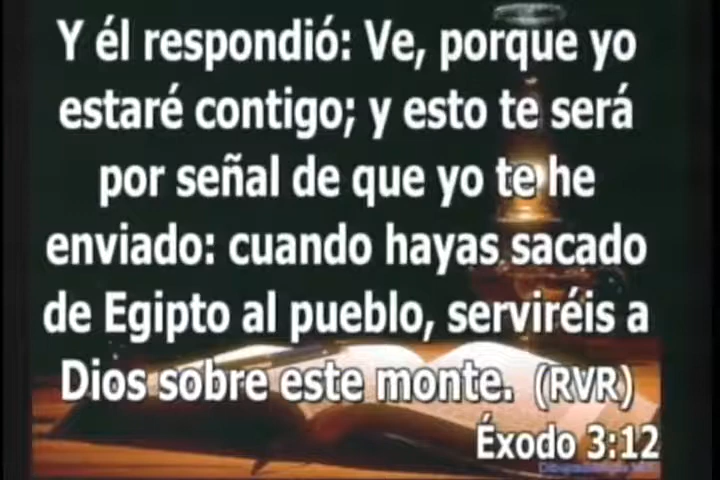 Y él respondió: Ve, porque yo
estaré contigo; y esto te será
por señal de que yo te he
enviado: cuando hayas sacado
de Egipto al pueblo, serviréis a
Dios sobre este monte. (RVR)
Éxodo 3:12